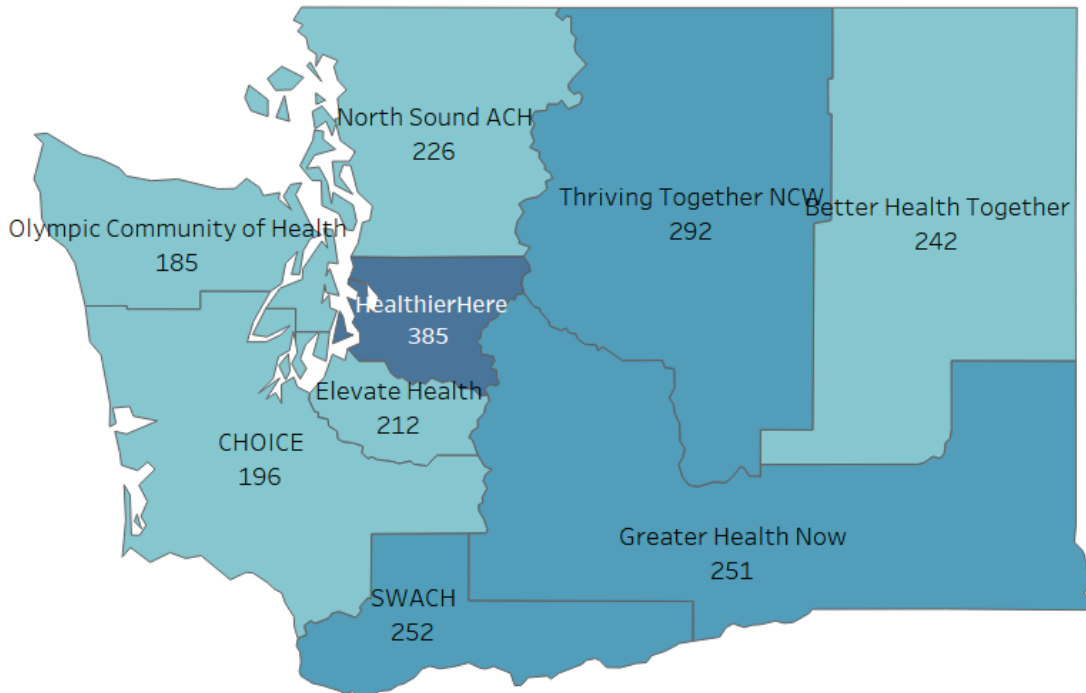 North Sound ACH
226
Thriving Together NCW
292
Better Health Together
242
Olympic Community of Health
185
HealthierHere
385
Elevate Health
212
CHOICE
196
Greater Health Now
251
SWACH
252